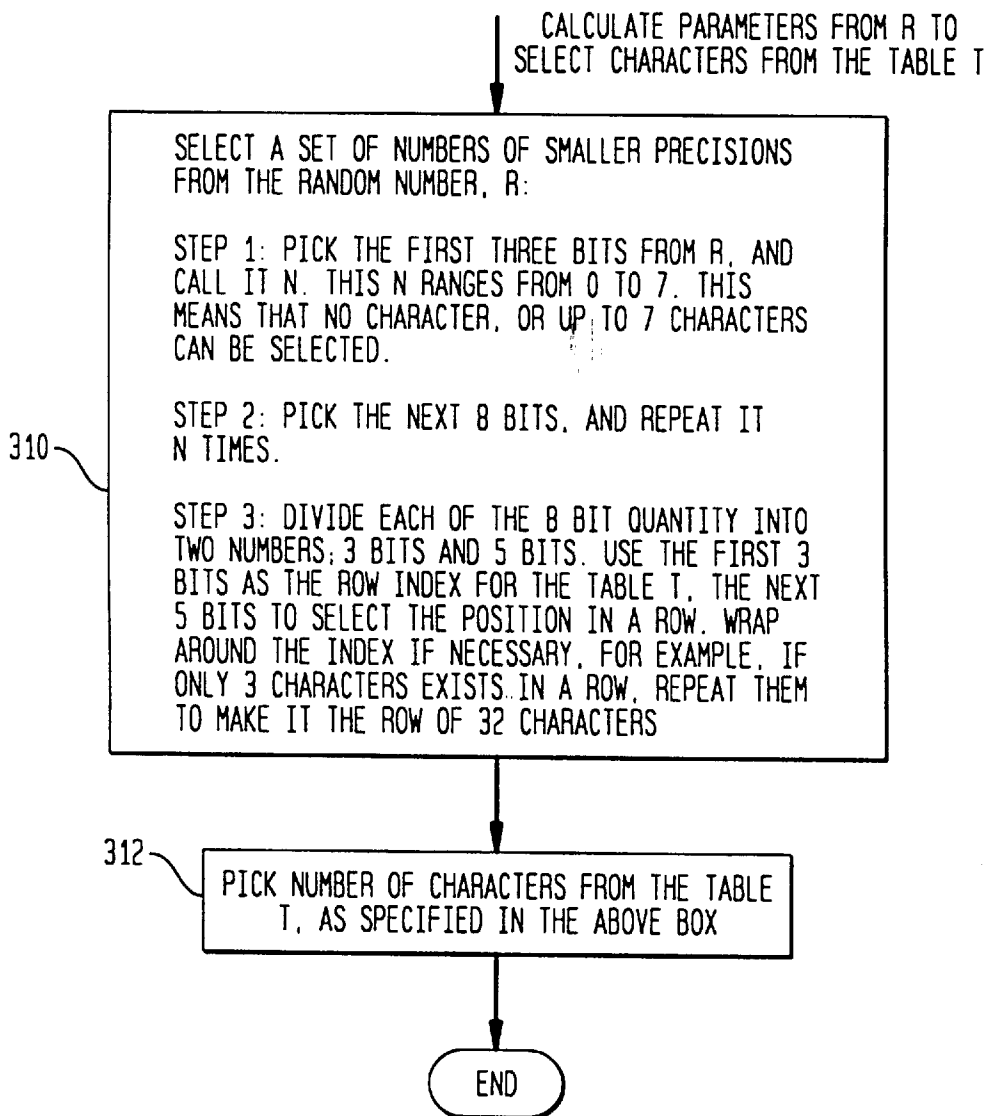 CALCULATE PARAMETERS FROM R TO
SELECT CHARACTERS FROM THE TABLE T
SELECT A SET OF NUMBERS OF SMALLER PRECISIONS
FROM THE RANDOM NUMBER, R:
STEP 1: PICK THE FIRST THREE BITS FROM R, AND
CALL IT N. THIS N RANGES FROM 0 TO 7. THIS
MEANS THAT NO CHARACTER, OR UP TO 7 CHARACTERS
CAN BE SELECTED.
STEP 2: PICK THE NEXT 8 BITS, AND REPEAT IT
N TIMES.
310
STEP 3: DIVIDE EACH OF THE 8 BIT QUANTITY INTO
TWO NUMBERS; 3 BITS AND 5 BITS. USE THE FIRST 3
BITS AS THE ROW INDEX FOR THE TABLE T, THE NEXT
5 BITS TO SELECT THE POSITION IN A ROW. WRAP
AROUND THE INDEX IF NECESSARY, FOR EXAMPLE, IF
ONLY 3 CHARACTERS EXISTS IN A ROW, REPEAT THEM
TO MAKE IT THE ROW OF 32 CHARACTERS
312
PICK NUMBER OF CHARACTERS FROM THE TABLE
T, AS SPECIFIED IN THE ABOVE BOX
END